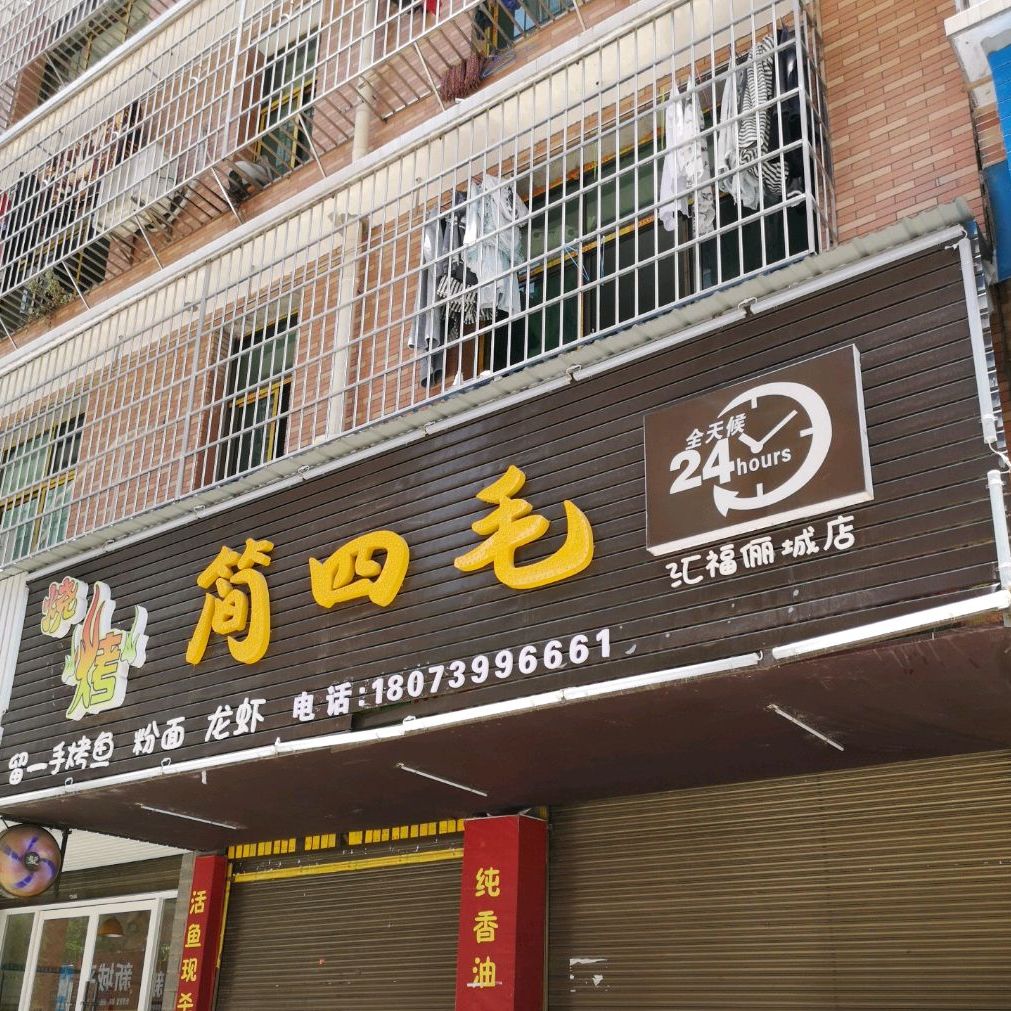 全天候
24hours
烧烤
简四毛
汇福俪城店
留一手烤鱼 粉面 龙虾 电话:18073996661
活鱼现杀
纯香油